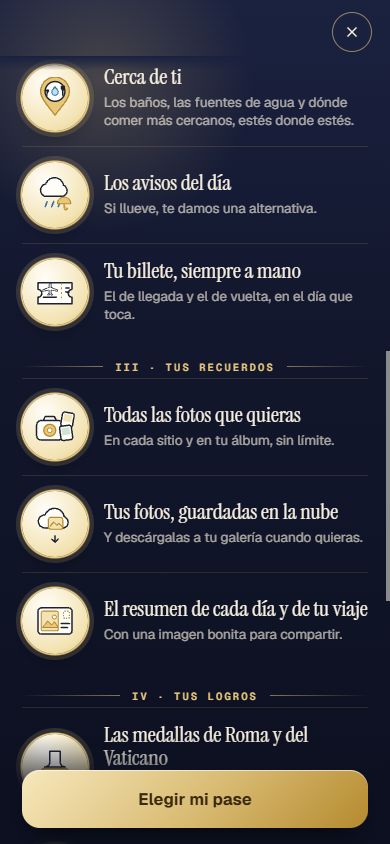 Cerca de ti
Los baños, las fuentes de agua y dónde
comer más cercanos, estés donde estés.
Los avisos del día
Si llueve, te damos una alternativa.
Tu billete, siempre a mano
El de llegada y el de vuelta, en el día que
toca.
III · TUS RECUERDOS
Todas las fotos que quieras
En cada sitio y en tu álbum, sin límite.
Tus fotos, guardadas en la nube
Y descárgalas a tu galería cuando quieras.
El resumen de cada día y de tu viaje
Con una imagen bonita para compartir.
IV · TUS LOGROS
Las medallas de Roma y del
Vaticano
Elegir mi pase